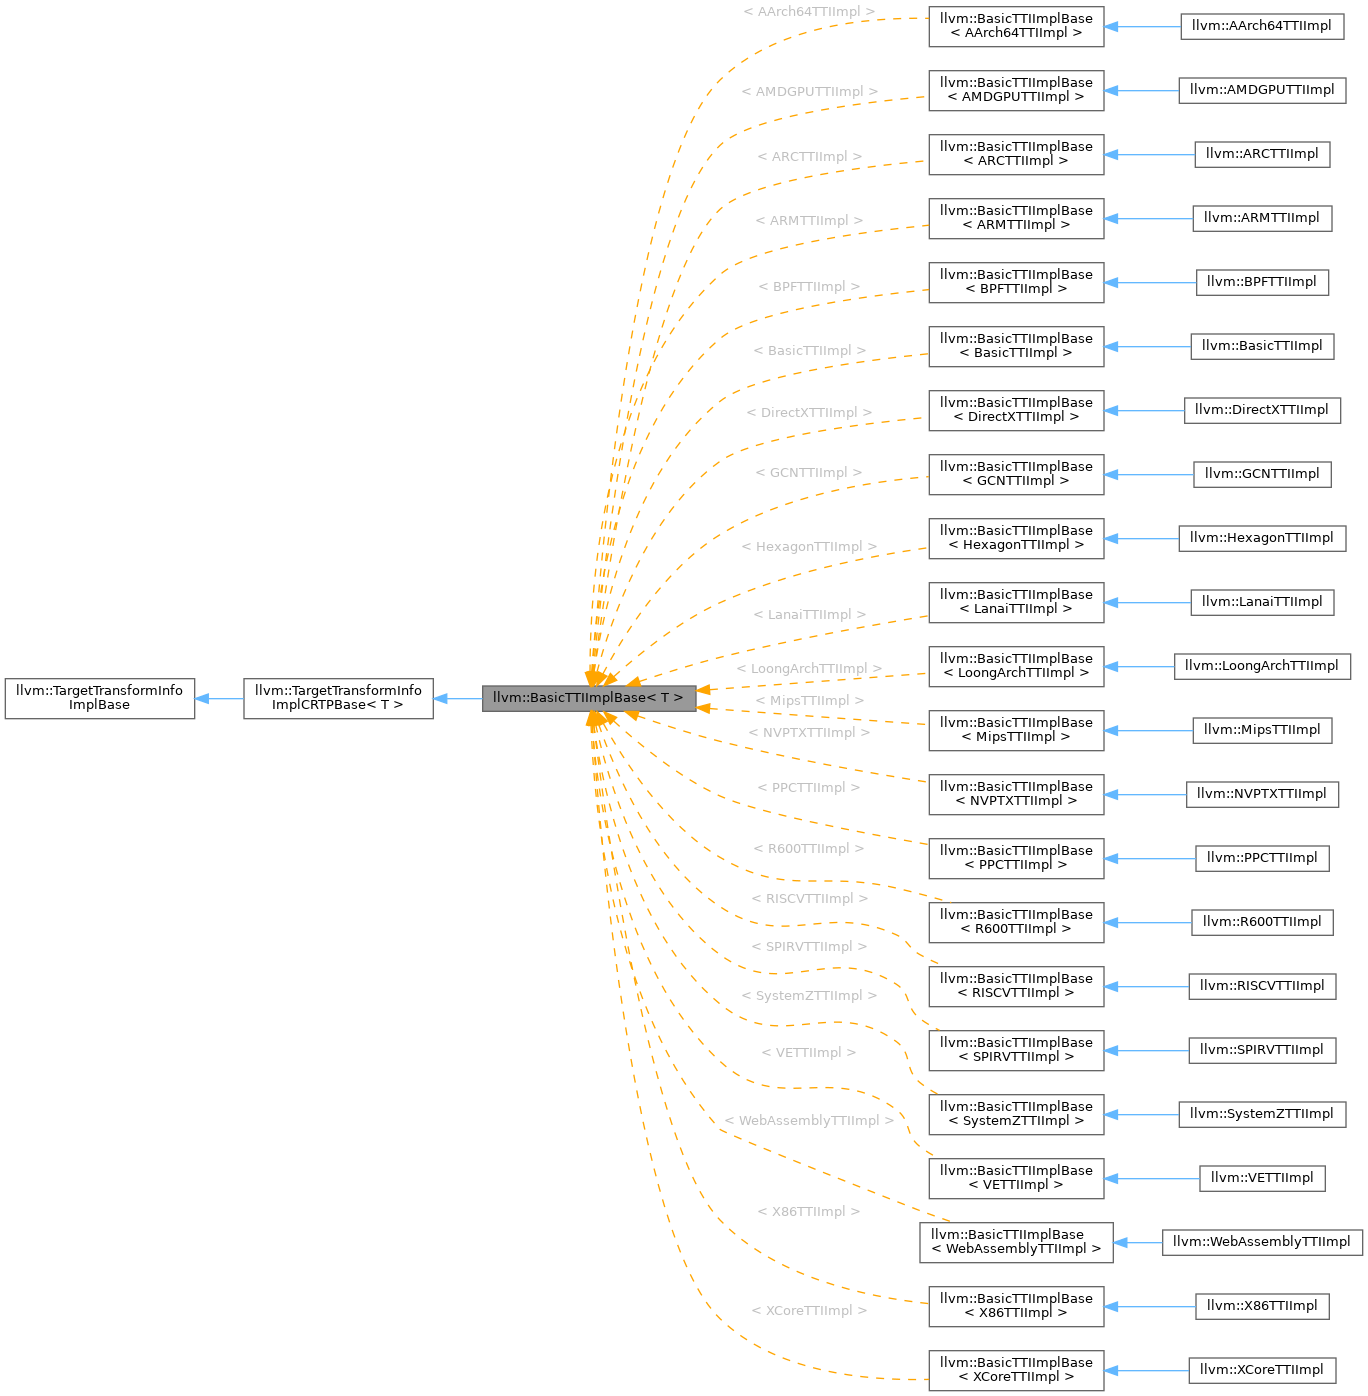 < AArch64TTIImpl >
llvm::BasicTTIImplBase
< AArch64TTIImpl >
llvm::AArch64TTIImpl
< AMDGPUTTIImpl >
llvm::BasicTTIImplBase
< AMDGPUTTIImpl >
llvm::AMDGPUTTIImpl
< ARCTTIImpl >
llvm::BasicTTIImplBase
< ARCTTIImpl >
llvm::ARCTTIImpl
< ARMTTIImpl >
llvm::BasicTTIImplBase
< ARMTTIImpl >
llvm::ARMTTIImpl
< BPFTTIImpl >
llvm::BasicTTIImplBase
< BPFTTIImpl >
llvm::BPFTTIImpl
< BasicTTIImpl >
llvm::BasicTTIImplBase
< BasicTTIImpl >
llvm::BasicTTIImpl
< DirectXTTIImpl >
llvm::BasicTTIImplBase
< DirectXTTIImpl >
llvm::DirectXTTIImpl
< GCNTTIImpl >
llvm::BasicTTIImplBase
< GCNTTIImpl >
llvm::GCNTTIImpl
< HexagonTTIImpl >
llvm::BasicTTIImplBase
< HexagonTTIImpl >
llvm::HexagonTTIImpl
< LanaiTTIImpl >
llvm::BasicTTIImplBase
< LanaiTTIImpl >
llvm::LanaiTTIImpl
< LoongArchTTIImpl >
llvm::BasicTTIImplBase
< LoongArchTTIImpl >
llvm::LoongArchTTIImpl
llvm::TargetTransformInfo
ImplBase
llvm::TargetTransformInfo
ImplCRTPBase< T >
llvm::BasicTTIImplBase< T >
< MipsTTIImpl >
llvm::BasicTTIImplBase
< MipsTTIImpl >
llvm::MipsTTIImpl
< NVPTXTTIImpl >
llvm::BasicTTIImplBase
< NVPTXTTIImpl >
llvm::NVPTXTTIImpl
< PPCTTIImpl >
llvm::BasicTTIImplBase
< PPCTTIImpl >
llvm::PPCTTIImpl
< R600TTIImpl >
llvm::BasicTTIImplBase
< R600TTIImpl >
llvm::R600TTIImpl
< RISCVTTIImpl >
llvm::BasicTTIImplBase
< RISCVTTIImpl >
llvm::RISCVTTIImpl
< SPIRVTTIImpl >
llvm::BasicTTIImplBase
< SPIRVTTIImpl >
llvm::SPIRVTTIImpl
< SystemZTTIImpl >
llvm::BasicTTIImplBase
< SystemZTTIImpl >
llvm::SystemZTTIImpl
< VETTIImpl >
llvm::BasicTTIImplBase
< VETTIImpl >
llvm::VETTIImpl
< WebAssemblyTTIImpl >
llvm::BasicTTIImplBase
< WebAssemblyTTIImpl >
llvm::WebAssemblyTTIImpl
< X86TTIImpl >
llvm::BasicTTIImplBase
< X86TTIImpl >
llvm::X86TTIImpl
< XCoreTTIImpl >
llvm::BasicTTIImplBase
< XCoreTTIImpl >
llvm::XCoreTTIImpl